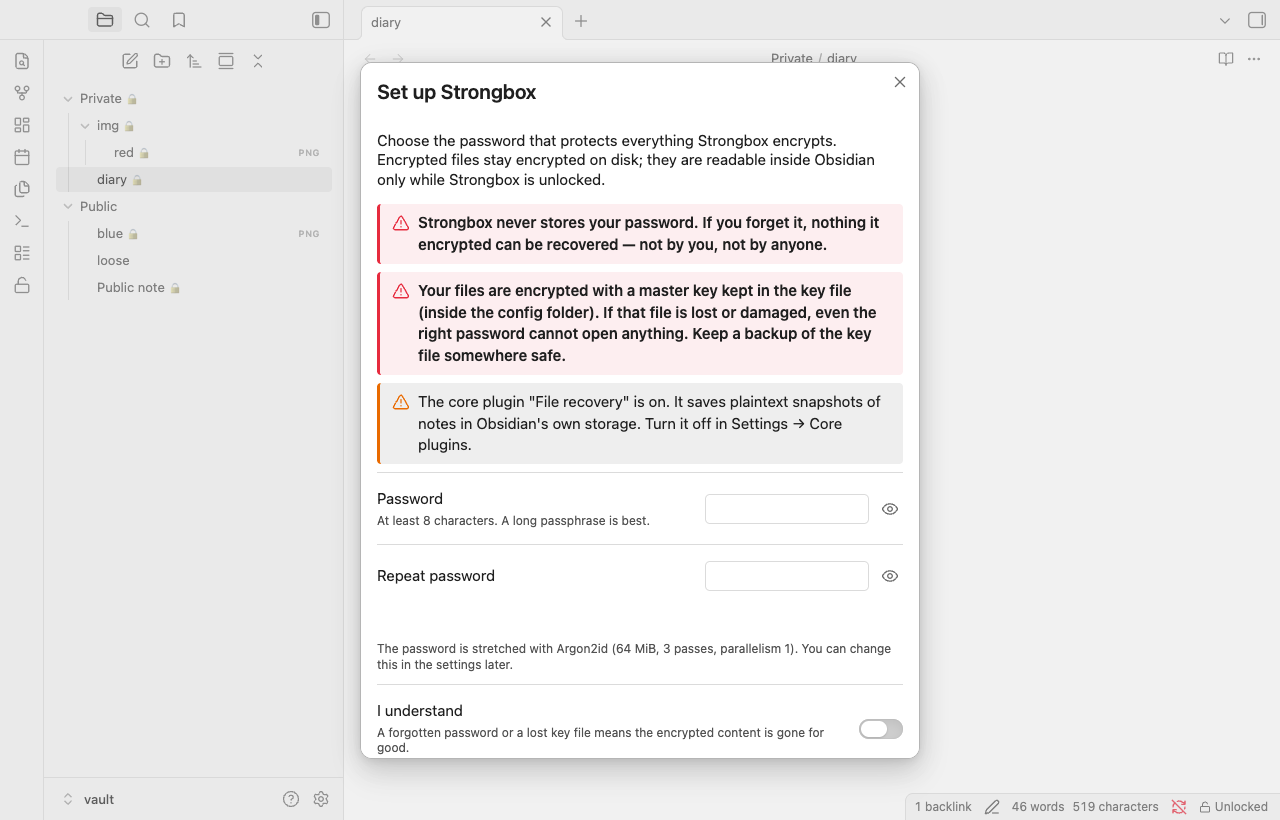 diary
Private / diary
Private
img
red PNG
diary
Public
blue PNG
loose
Public note
Set up Strongbox
Choose the password that protects everything Strongbox encrypts.
Encrypted files stay encrypted on disk; they are readable inside Obsidian
only while Strongbox is unlocked.
Strongbox never stores your password. If you forget it, nothing it
encrypted can be recovered — not by you, not by anyone.
Your files are encrypted with a master key kept in the key file
(inside the config folder). If that file is lost or damaged, even the
right password cannot open anything. Keep a backup of the key
file somewhere safe.
The core plugin "File recovery" is on. It saves plaintext snapshots of
notes in Obsidian's own storage. Turn it off in Settings → Core
plugins.
Password
At least 8 characters. A long passphrase is best.
Repeat password
The password is stretched with Argon2id (64 MiB, 3 passes, parallelism 1). You can change
this in the settings later.
I understand
A forgotten password or a lost key file means the encrypted content is gone for
good.
vault
1 backlink 46 words 519 characters Unlocked